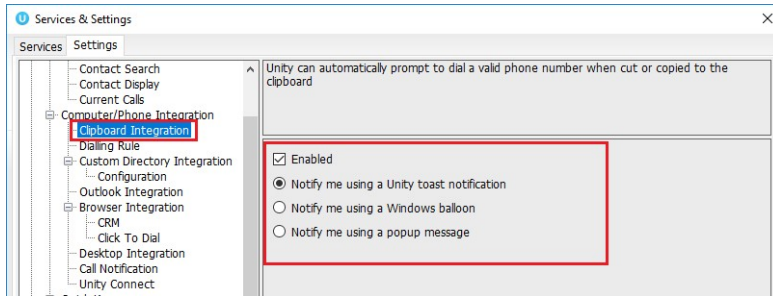 Services & Settings
Services Settings
Contact Search
Contact Display
Current Calls
Computer/Phone Integration
Clipboard Integration
Dialling Rule
Custom Directory Integration
Configuration
Outlook Integration
Browser Integration
CRM
Click To Dial
Desktop Integration
Call Notification
Unity Connect
Unity can automatically prompt to dial a valid phone number when cut or copied to the
clipboard
Enabled
Notify me using a Unity toast notification
Notify me using a Windows balloon
Notify me using a popup message